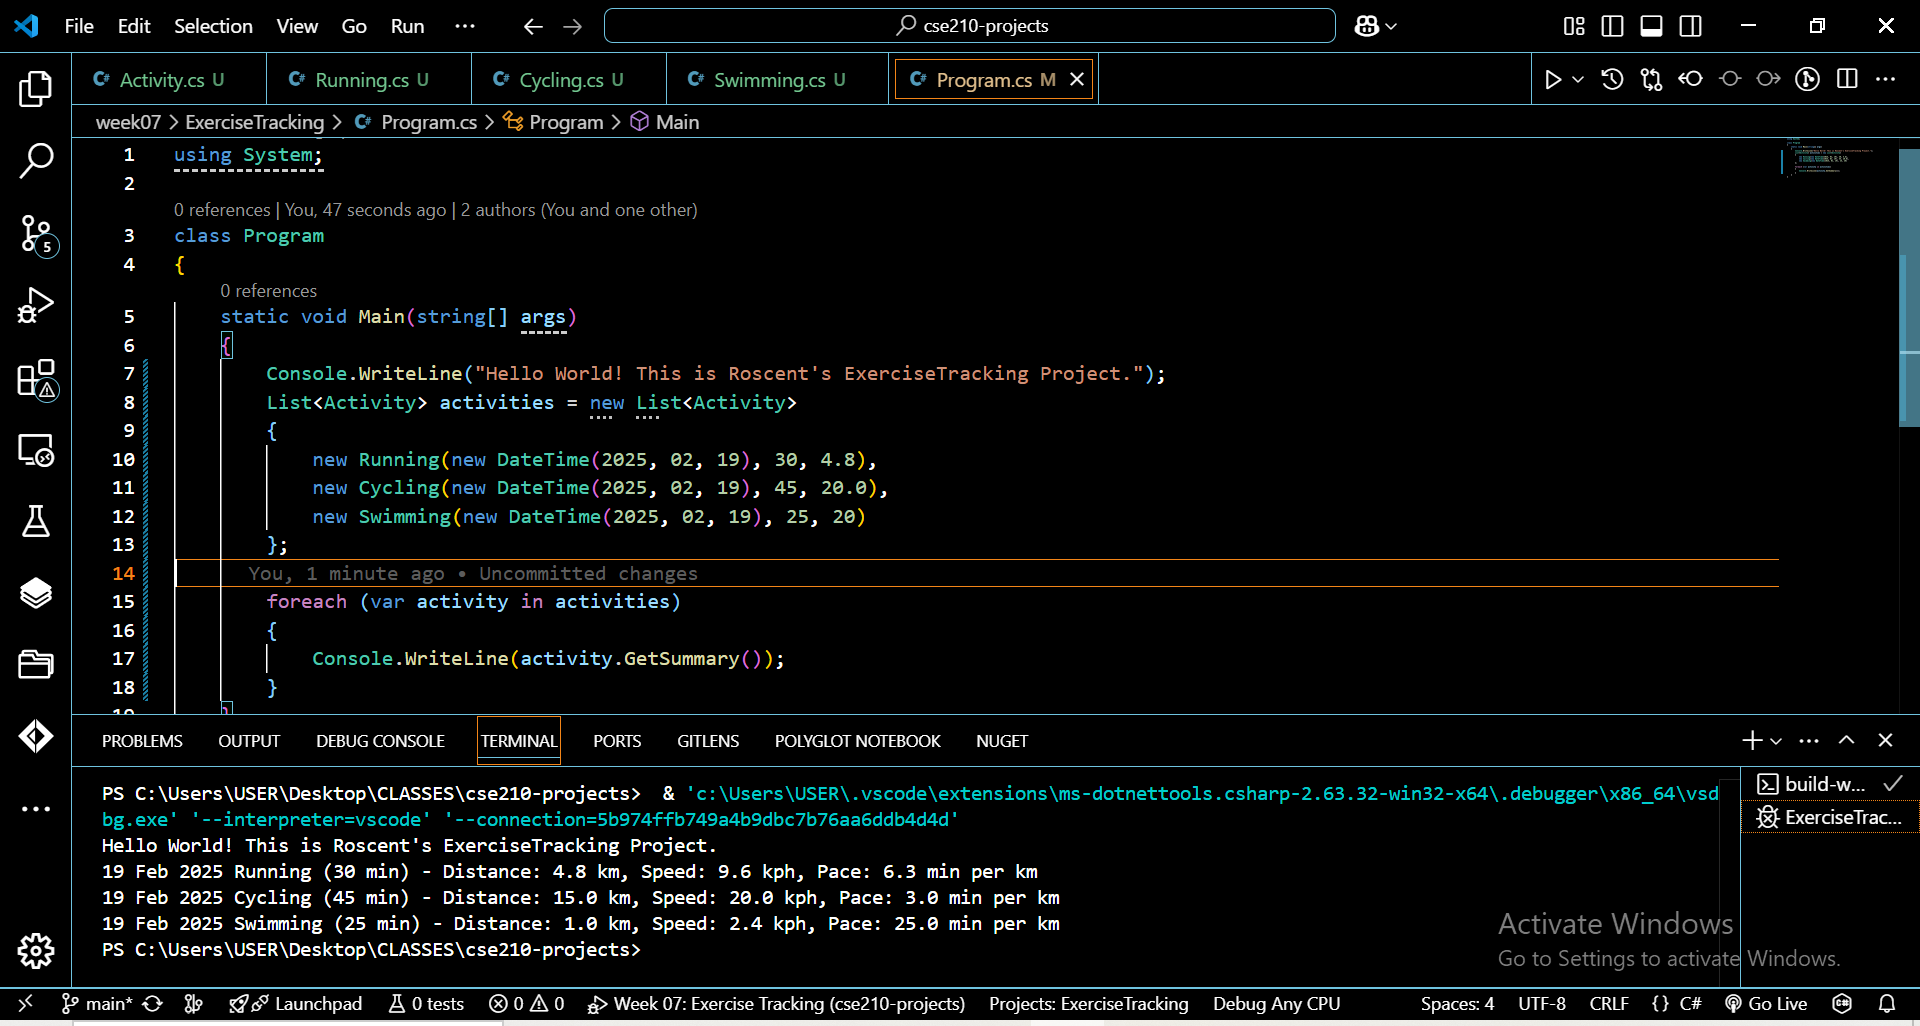 File Edit Selection View Go Run ··· cse210-projects
Activity.cs U Running.cs U Cycling.cs U Swimming.cs U Program.cs M
week07 > ExerciseTracking > Program.cs > Program > Main
1 using System;
2
0 references | You, 47 seconds ago | 2 authors (You and one other)
3 class Program
4 {
0 references
5 static void Main(string[] args)
6 {
7 Console.WriteLine("Hello World! This is Roscent's ExerciseTracking Project.");
8 List<Activity> activities = new List<Activity>
9 {
10 new Running(new DateTime(2025, 02, 19), 30, 4.8),
11 new Cycling(new DateTime(2025, 02, 19), 45, 20.0),
12 new Swimming(new DateTime(2025, 02, 19), 25, 20)
13 };
14 You, 1 minute ago • Uncommitted changes
15 foreach (var activity in activities)
16 {
17 Console.WriteLine(activity.GetSummary());
18 }
19 }
5
PROBLEMS OUTPUT DEBUG CONSOLE TERMINAL PORTS GITLENS POLYGLOT NOTEBOOK NUGET
PS C:\Users\USER\Desktop\CLASSES\cse210-projects> & 'c:\Users\USER\.vscode\extensions\ms-dotnettools.csharp-2.63.32-win32-x64\.debugger\x86_64\vsd
bg.exe' '--interpreter=vscode' '--connection=5b974ffb749a4b9dbc7b76aa6ddb4d4d'
Hello World! This is Roscent's ExerciseTracking Project.
19 Feb 2025 Running (30 min) - Distance: 4.8 km, Speed: 9.6 kph, Pace: 6.3 min per km
19 Feb 2025 Cycling (45 min) - Distance: 15.0 km, Speed: 20.0 kph, Pace: 3.0 min per km
19 Feb 2025 Swimming (25 min) - Distance: 1.0 km, Speed: 2.4 kph, Pace: 25.0 min per km
PS C:\Users\USER\Desktop\CLASSES\cse210-projects>
build-w...
ExerciseTrac...
Activate Windows
Go to Settings to activate Windows.
main* Launchpad 0 tests 0 0 Week 07: Exercise Tracking (cse210-projects) Projects: ExerciseTracking Debug Any CPU Spaces: 4 UTF-8 CRLF {} C# Go Live